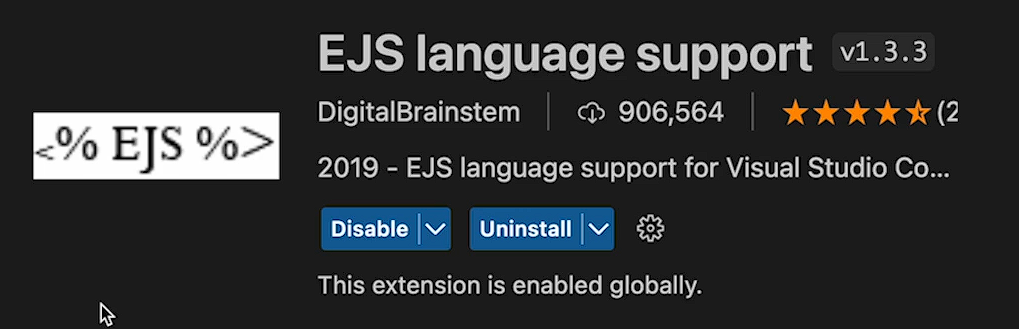 EJS language support v1.3.3
DigitalBrainstem 906,564 (2
<% EJS %>
2019 - EJS language support for Visual Studio Co...
Disable Uninstall
This extension is enabled globally.